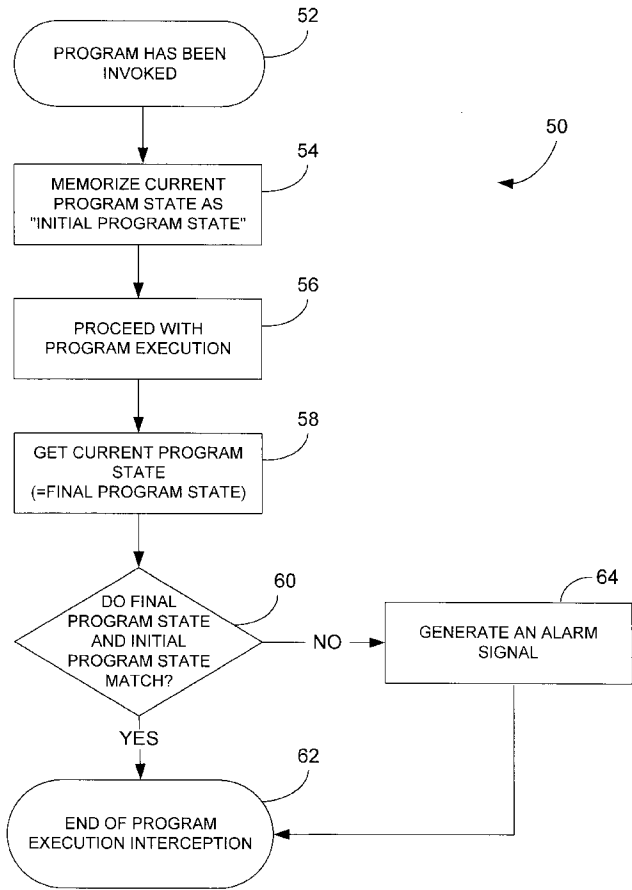 52
PROGRAM HAS BEEN
INVOKED
50
54
MEMORIZE CURRENT
PROGRAM STATE AS
"INITIAL PROGRAM STATE"
56
PROCEED WITH
PROGRAM EXECUTION
58
GET CURRENT PROGRAM
STATE
(=FINAL PROGRAM STATE)
60
DO FINAL
PROGRAM STATE
AND INITIAL
PROGRAM STATE
MATCH?
NO
64
GENERATE AN ALARM
SIGNAL
YES
62
END OF PROGRAM
EXECUTION INTERCEPTION